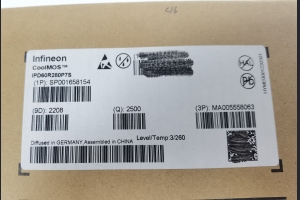 Infineon
CoolMOS™
IPD60R280P7S
(1P): SP001658154
(9D): 2208
(Q): 2500
(3P): MA005558063
Level/Temp:3/260
Diffused in GERMANY,Assembled in CHINA